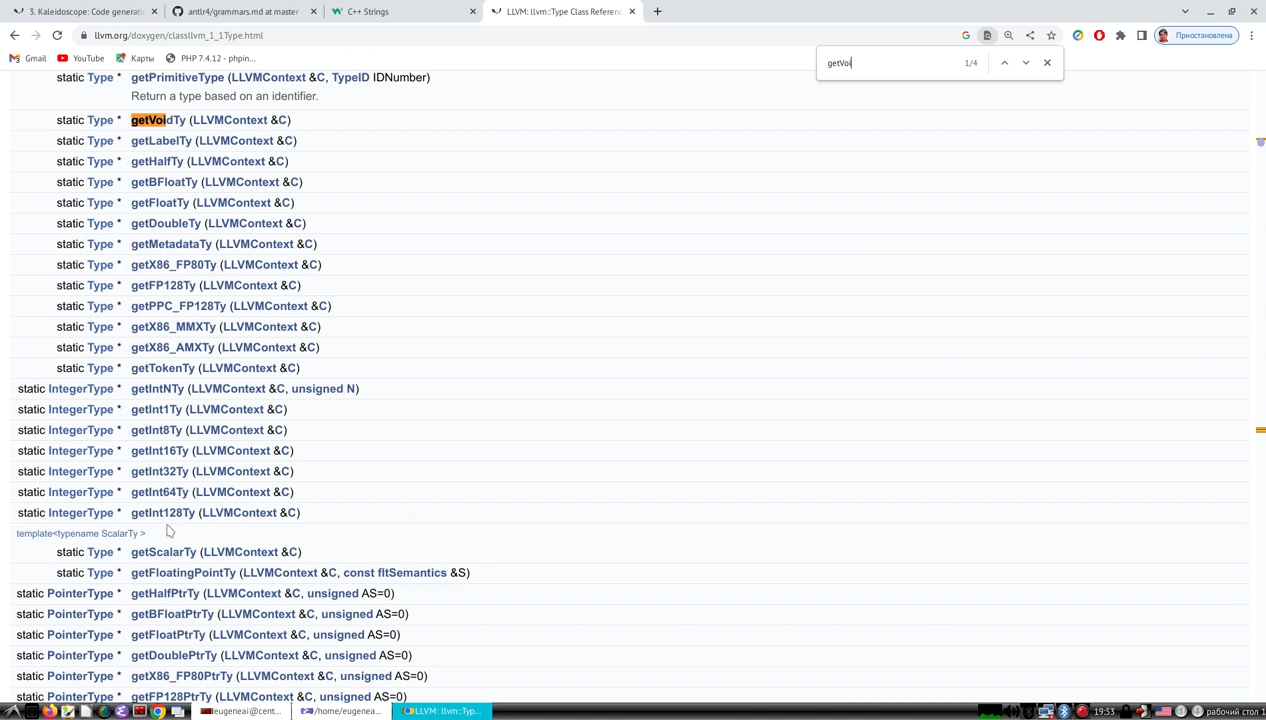 3. Kaleidoscope: Code generati
antlr4/grammars.md at master
C++ Strings
LLVM: llvm::Type Class Referenc
llvm.org/doxygen/classllvm_1_1Type.html
Приостановлена
Gmail YouTube Карты PHP 7.4.12 - phpin...
getVoi 1/4
static Type * getPrimitiveType (LLVMContext &C, TypeID IDNumber)
Return a type based on an identifier.
static Type * getVoidTy (LLVMContext &C)
static Type * getLabelTy (LLVMContext &C)
static Type * getHalfTy (LLVMContext &C)
static Type * getBFloatTy (LLVMContext &C)
static Type * getFloatTy (LLVMContext &C)
static Type * getDoubleTy (LLVMContext &C)
static Type * getMetadataTy (LLVMContext &C)
static Type * getX86_FP80Ty (LLVMContext &C)
static Type * getFP128Ty (LLVMContext &C)
static Type * getPPC_FP128Ty (LLVMContext &C)
static Type * getX86_MMXTy (LLVMContext &C)
static Type * getX86_AMXTy (LLVMContext &C)
static Type * getTokenTy (LLVMContext &C)
static IntegerType * getIntNTy (LLVMContext &C, unsigned N)
static IntegerType * getInt1Ty (LLVMContext &C)
static IntegerType * getInt8Ty (LLVMContext &C)
static IntegerType * getInt16Ty (LLVMContext &C)
static IntegerType * getInt32Ty (LLVMContext &C)
static IntegerType * getInt64Ty (LLVMContext &C)
static IntegerType * getInt128Ty (LLVMContext &C)
template<typename ScalarTy >
static Type * getScalarTy (LLVMContext &C)
static Type * getFloatingPointTy (LLVMContext &C, const fltSemantics &S)
static PointerType * getHalfPtrTy (LLVMContext &C, unsigned AS=0)
static PointerType * getBFloatPtrTy (LLVMContext &C, unsigned AS=0)
static PointerType * getFloatPtrTy (LLVMContext &C, unsigned AS=0)
static PointerType * getDoublePtrTy (LLVMContext &C, unsigned AS=0)
static PointerType * getX86_FP80PtrTy (LLVMContext &C, unsigned AS=0)
static PointerType * getFP128PtrTy (LLVMContext &C, unsigned AS=0)
eugeneai@cent...
/home/eugenea...
LLVM: llvm::Typ...
19:53
рабочий стол 1